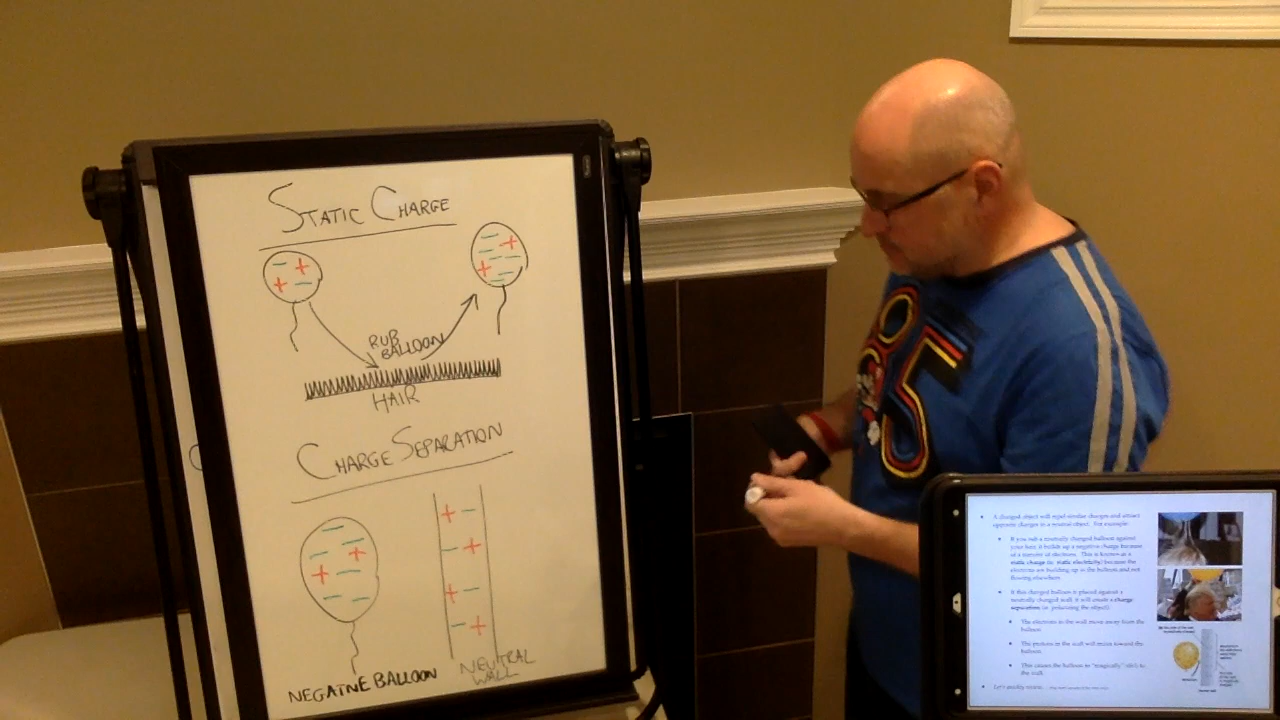 STATIC CHARGE
RUB
BALLOON
HAIR
CHARGE SEPARATION
+ -
- +
+ -
- +
NEGATIVE BALLOON
NEUTRAL
WALL
A charged object will repel similar charges and attract
opposite charges in a neutral object. For example:
If you rub a neutrally charged balloon against
your hair, it builds up a negative charge because
of a transfer of electrons. This is known as a
static charge (ie. static electricity) because the
electrons are building up in the balloon and not
flowing elsewhere.
If this charged balloon is placed against a
neutrally charged wall, it will create a charge
separation (ie. polarizing the object)
The electrons in the wall move away from the
balloon
The protons in the wall will move toward the
balloon
This causes the balloon to "magically" stick to
the wall